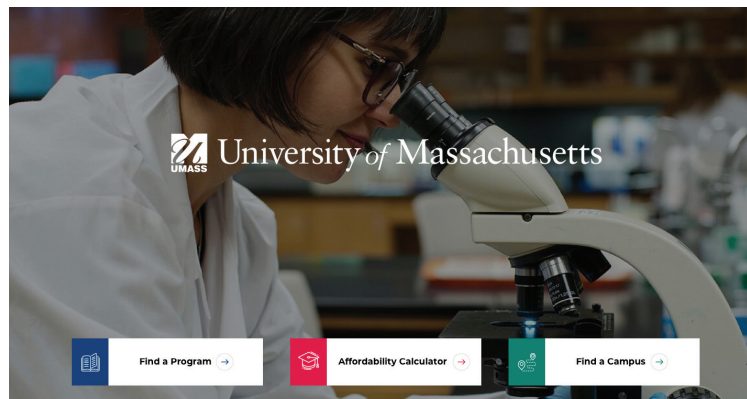 UMASS
University of Massachusetts
Find a Program
Affordability Calculator
Find a Campus